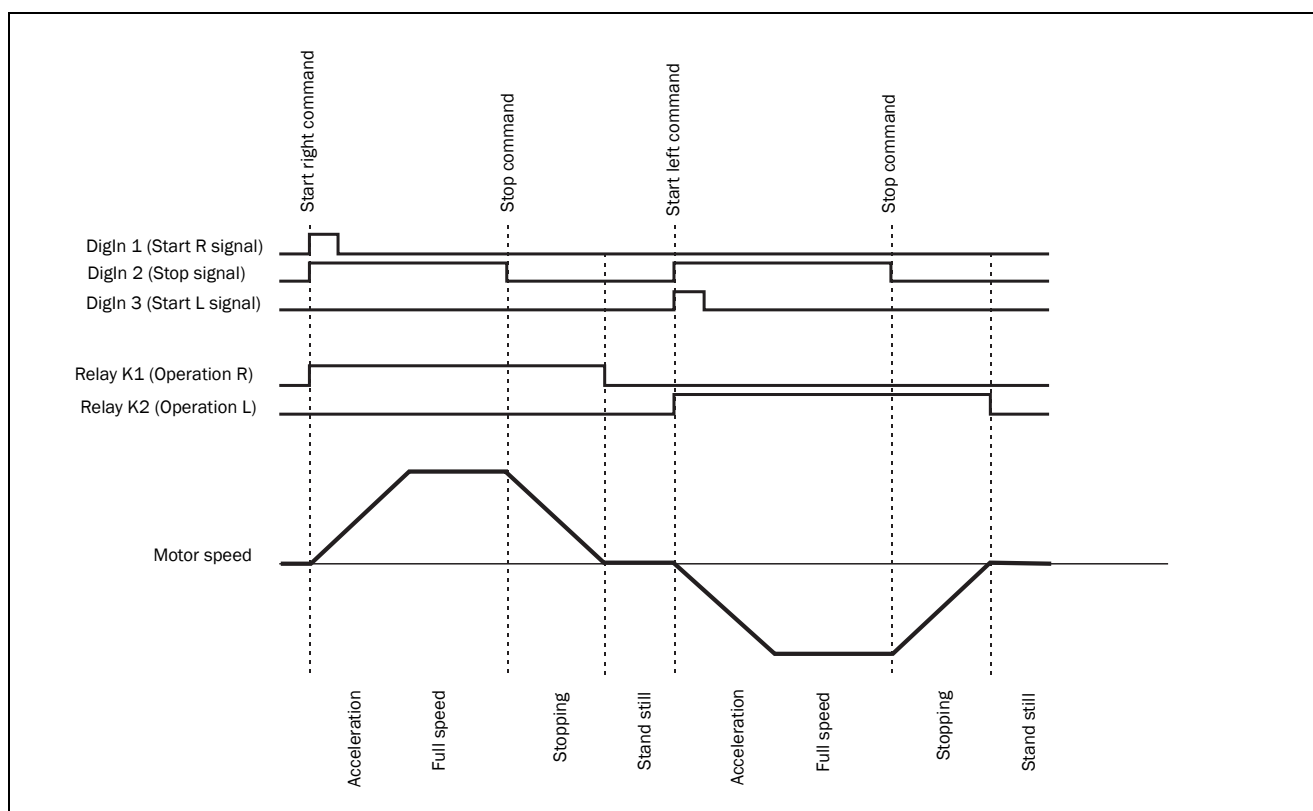 Start right command
Stop command
Start left command
Stop command
DigIn 1 (Start R signal)
DigIn 2 (Stop signal)
DigIn 3 (Start L signal)
Relay K1 (Operation R)
Relay K2 (Operation L)
Motor speed
Acceleration
Full speed
Stopping
Stand still
Acceleration
Full speed
Stopping
Stand still